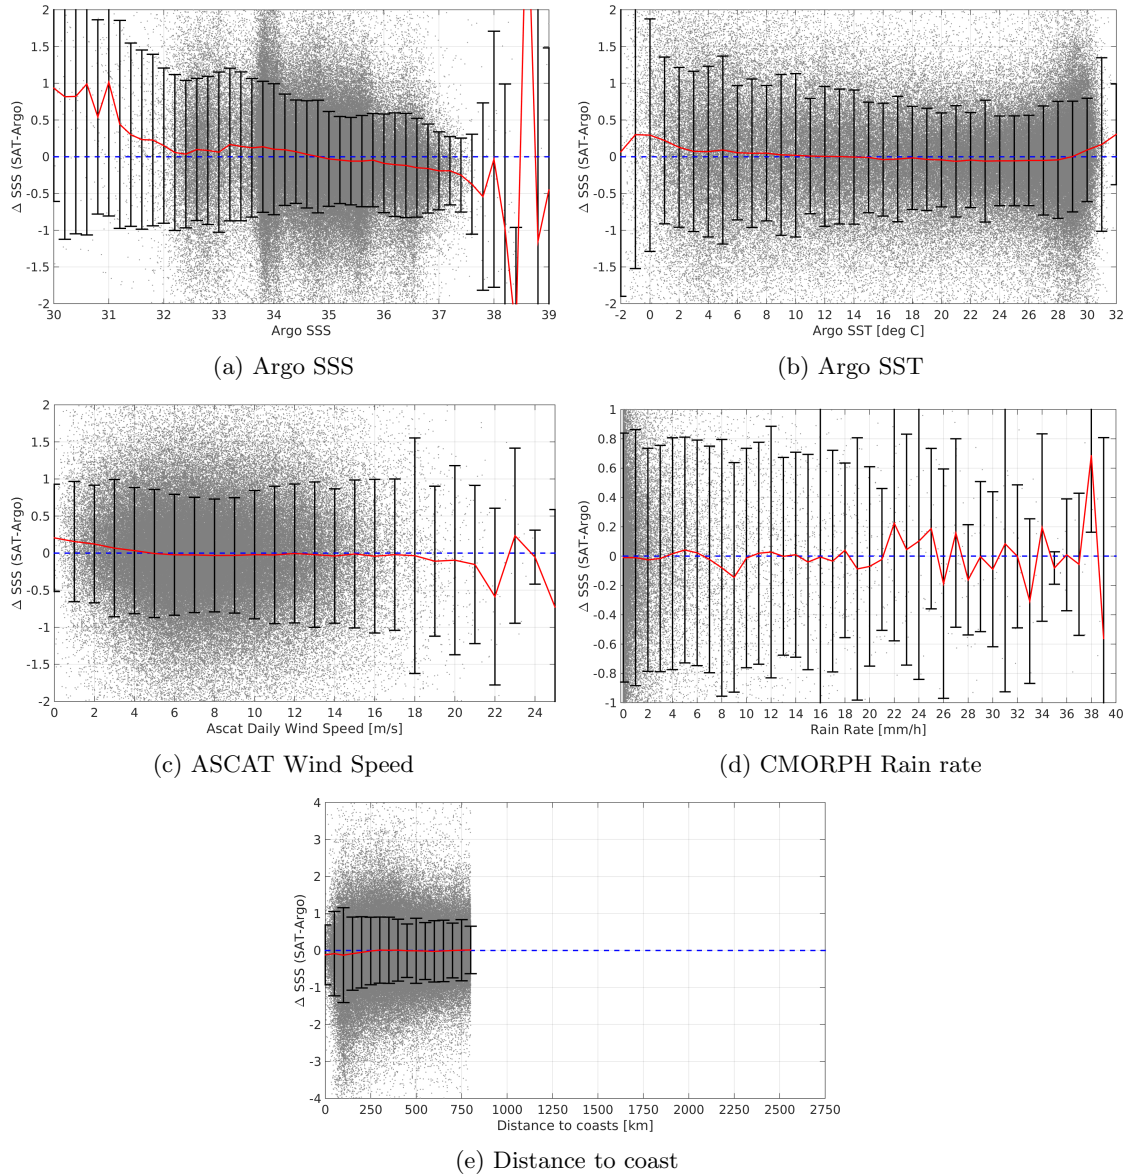 2
1.5
1
0.5
0
-0.5
-1
-1.5
-2
Δ SSS (SAT-Argo)
30 31 32 33 34 35 36 37 38 39
Argo SSS
(a) Argo SSS
2
1.5
1
0.5
0
-0.5
-1
-1.5
-2
Δ SSS (SAT-Argo)
-2 0 2 4 6 8 10 12 14 16 18 20 22 24 26 28 30 32
Argo SST [deg C]
(b) Argo SST
2
1.5
1
0.5
0
-0.5
-1
-1.5
-2
Δ SSS (SAT-Argo)
0 2 4 6 8 10 12 14 16 18 20 22 24
Ascat Daily Wind Speed [m/s]
(c) ASCAT Wind Speed
1
0.8
0.6
0.4
0.2
0
-0.2
-0.4
-0.6
-0.8
-1
Δ SSS (SAT-Argo)
0 2 4 6 8 10 12 14 16 18 20 22 24 26 28 30 32 34 36 38 40
Rain Rate [mm/h]
(d) CMORPH Rain rate
4
3
2
1
0
-1
-2
-3
-4
Δ SSS (SAT-Argo)
0 250 500 750 1000 1250 1500 1750 2000 2250 2500 2750
Distance to coasts [km]
(e) Distance to coast